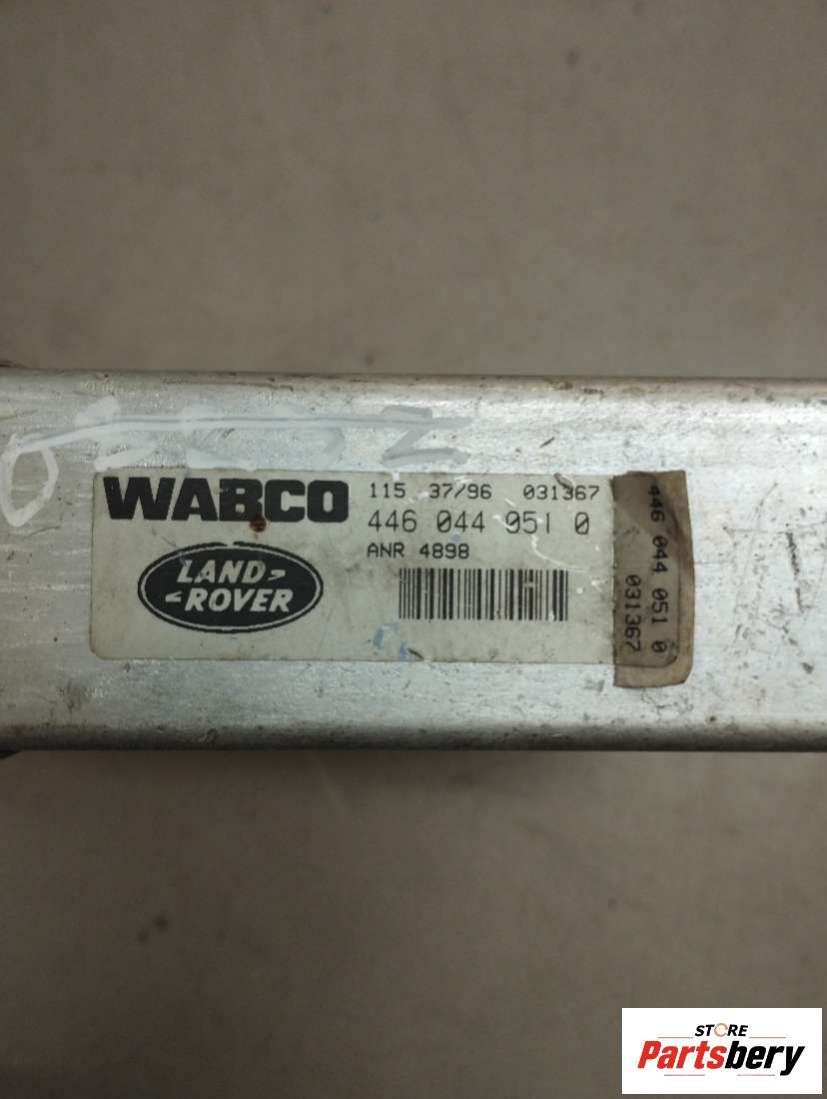 WABCO
115 37/96 031367
446 044 051 0
ANR 4898
LAND>
<ROVER
446 044 051 0
031367
STORE
Partsbery